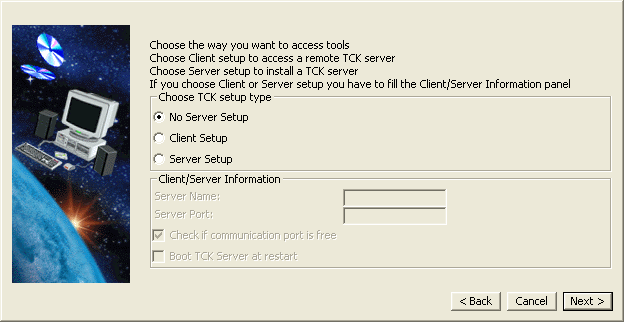 Choose the way you want to access tools
Choose Client setup to access a remote TCK server
Choose Server setup to install a TCK server
If you choose Client or Server setup you have to fill the Client/Server Information panel
Choose TCK setup type
No Server Setup
Client Setup
Server Setup
Client/Server Information
Server Name:
Server Port:
Check if communication port is free
Boot TCK Server at restart
< Back
Cancel
Next >